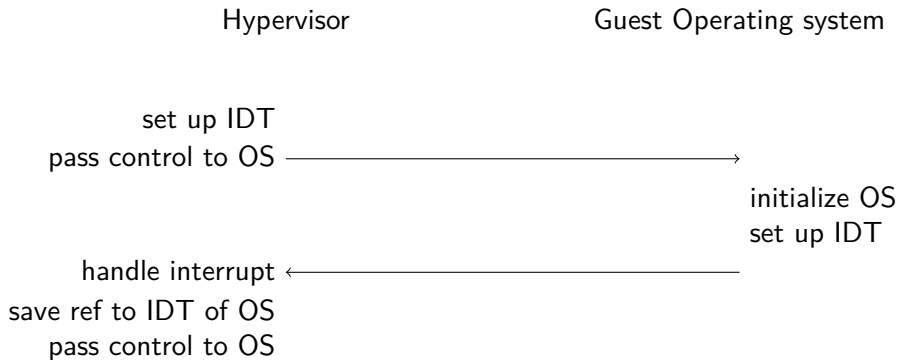 Hypervisor
Guest Operating system
set up IDT
pass control to OS
initialize OS
set up IDT
handle interrupt
save ref to IDT of OS
pass control to OS